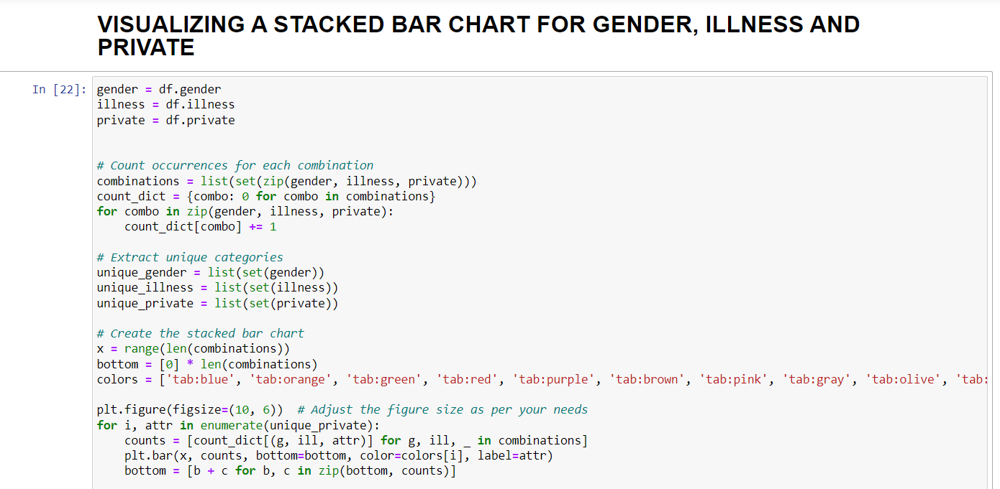 VISUALIZING A STACKED BAR CHART FOR GENDER, ILLNESS AND
PRIVATE
In [22]:
gender = df.gender
illness = df.illness
private = df.private
# Count occurrences for each combination
combinations = list(set(zip(gender, illness, private)))
count_dict = {combo: 0 for combo in combinations}
for combo in zip(gender, illness, private):
    count_dict[combo] += 1
# Extract unique categories
unique_gender = list(set(gender))
unique_illness = list(set(illness))
unique_private = list(set(private))
# Create the stacked bar chart
x = range(len(combinations))
bottom = [0] * len(combinations)
colors = ['tab:blue', 'tab:orange', 'tab:green', 'tab:red', 'tab:purple', 'tab:brown', 'tab:pink', 'tab:gray', 'tab:olive', 'tab:
plt.figure(figsize=(10, 6))  # Adjust the figure size as per your needs
for i, attr in enumerate(unique_private):
    counts = [count_dict[(g, ill, attr)] for g, ill, _ in combinations]
    plt.bar(x, counts, bottom=bottom, color=colors[i], label=attr)
    bottom = [b + c for b, c in zip(bottom, counts)]